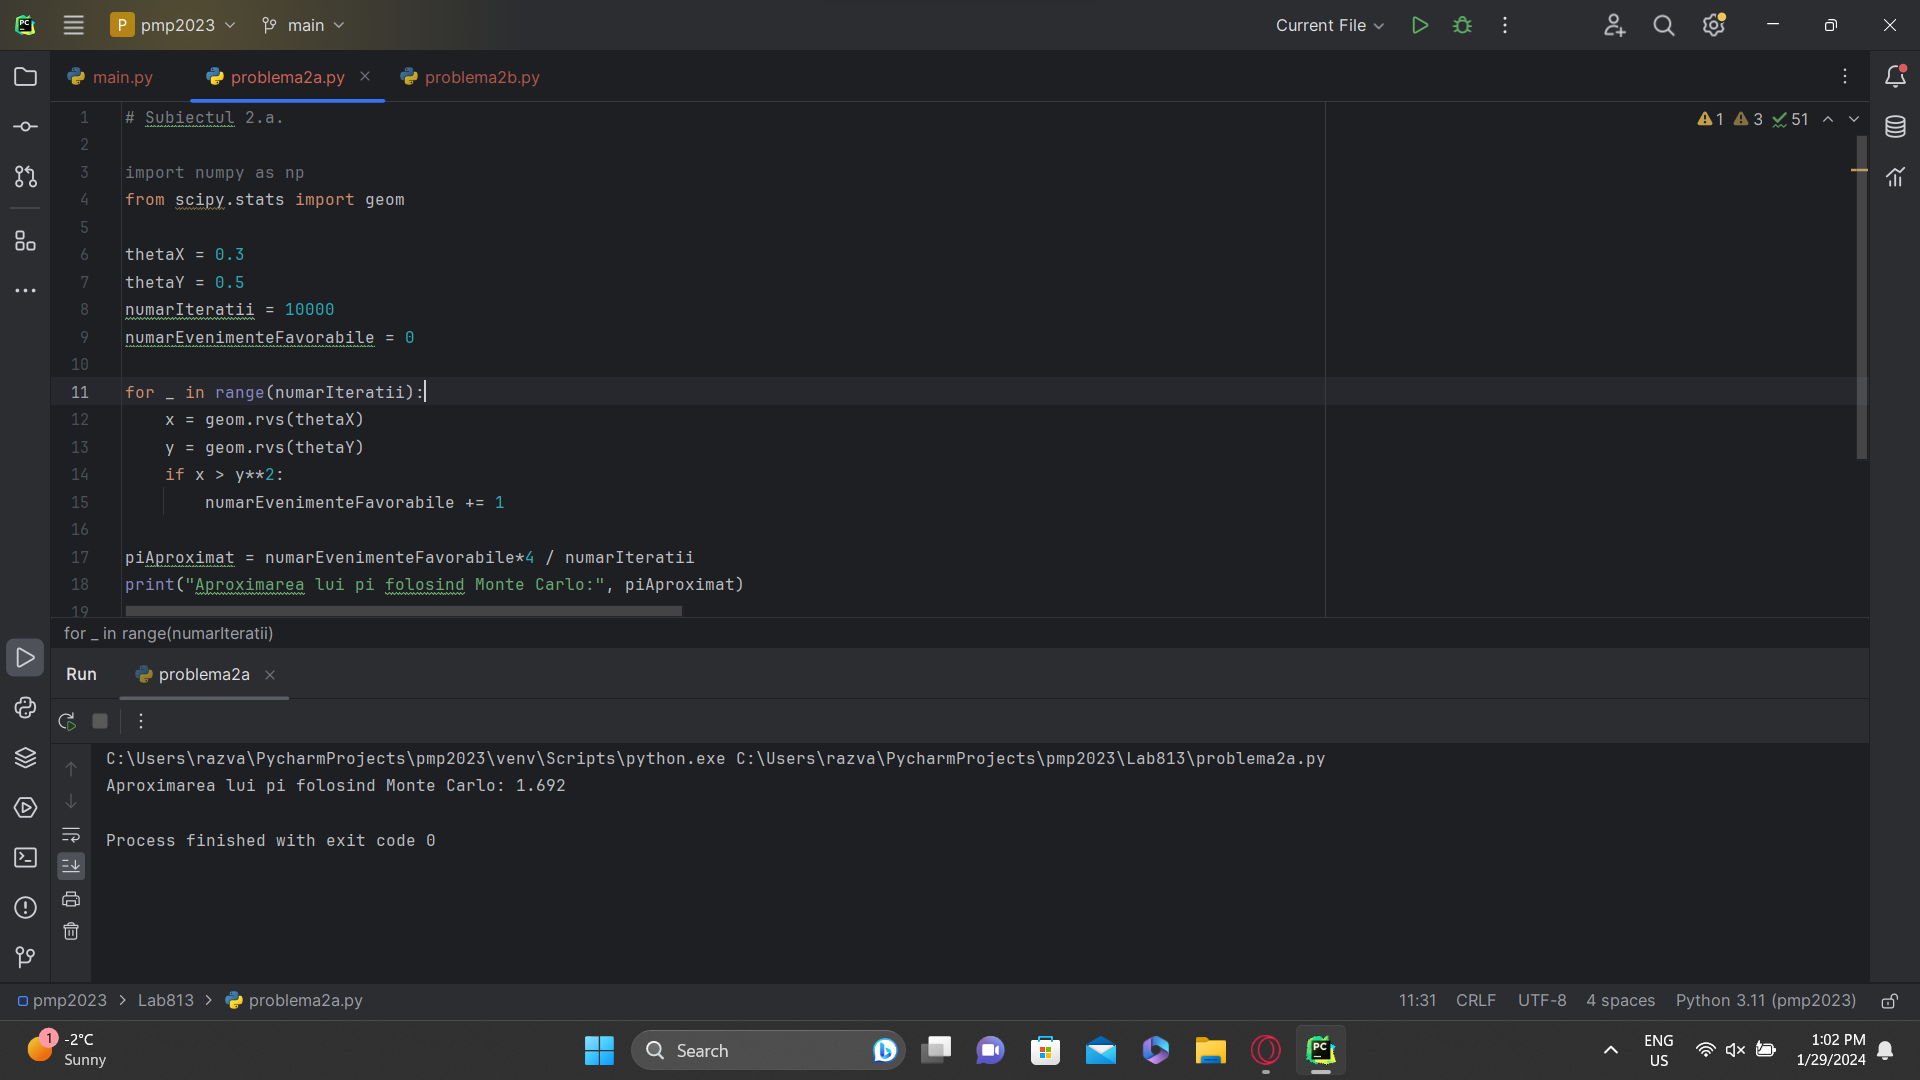 PC
P pmp2023
main
Current File
main.py
problema2a.py
problema2b.py
1 3 51
1 # Subiectul 2.a.
2
3 import numpy as np
4 from scipy.stats import geom
5
6 thetaX = 0.3
7 thetaY = 0.5
8 numarIteratii = 10000
9 numarEvenimenteFavorabile = 0
10
11 for _ in range(numarIteratii):
12 x = geom.rvs(thetaX)
13 y = geom.rvs(thetaY)
14 if x > y**2:
15 numarEvenimenteFavorabile += 1
16
17 piAproximat = numarEvenimenteFavorabile*4 / numarIteratii
18 print("Aproximarea lui pi folosind Monte Carlo:", piAproximat)
19
for _ in range(numarIteratii)
Run problema2a
C:\Users\razva\PycharmProjects\pmp2023\venv\Scripts\python.exe C:\Users\razva\PycharmProjects\pmp2023\Lab813\problema2a.py
Aproximarea lui pi folosind Monte Carlo: 1.692
Process finished with exit code 0
pmp2023 > Lab813 > problema2a.py
11:31 CRLF UTF-8 4 spaces Python 3.11 (pmp2023)
1
-2°C
Sunny
Search
PC
ENG
US
1:02 PM
1/29/2024